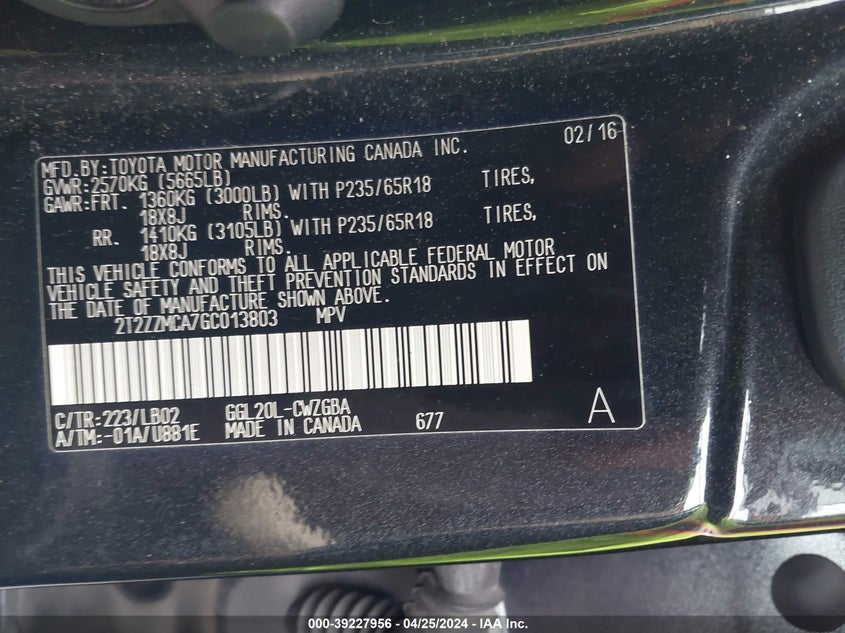 02/16
MFD.BY:TOYOTA MOTOR MANUFACTURING CANADA INC.
GVWR:2570KG (5665LB)
GAWR:FRT. 1360KG (3000LB) WITH P235/65R18 TIRES,
18X8J RIMS.
RR. 1410KG (3105LB) WITH P235/65R18 TIRES,
18X8J RIMS.
THIS VEHICLE CONFORMS TO ALL APPLICABLE FEDERAL MOTOR
VEHICLE SAFETY AND THEFT PREVENTION STANDARDS IN EFFECT ON
THE DATE OF MANUFACTURE SHOWN ABOVE.
2T2ZZMCA7GC013803 MPV
C/TR:223/LB02 GGL20L-CWZGBA
A/TM:-01A/U881E MADE IN CANADA 677 A
000-39227956 - 04/25/2024 - IAA Inc.